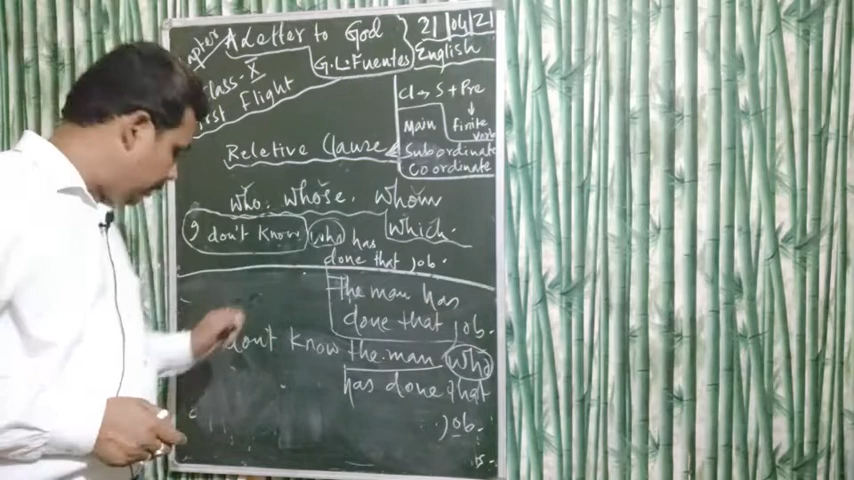 A Letter to God
G.L. Fuentes
21/04/21
English
Class-X
First Flight
Cl → S + Pre
Main
finite
verb
Subordinate
Coordinate
Reletive Clause
who, whose, whom
which.
I don't know who has
done that job.
The man has
done that job.
don't know the man who
has done that
job.